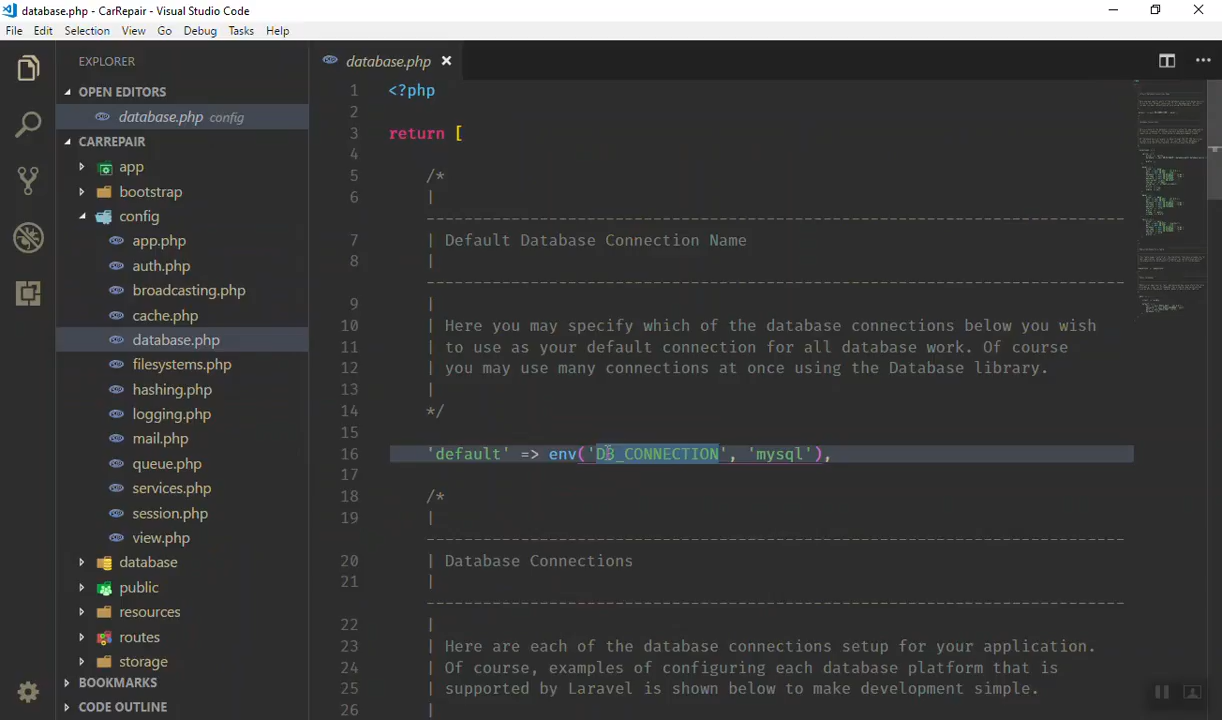 database.php - CarRepair - Visual Studio Code
File Edit Selection View Go Debug Tasks Help
EXPLORER
OPEN EDITORS
database.php config
CARREPAIR
app
bootstrap
config
app.php
auth.php
broadcasting.php
cache.php
database.php
filesystems.php
hashing.php
logging.php
mail.php
queue.php
services.php
session.php
view.php
database
public
resources
routes
storage
BOOKMARKS
CODE OUTLINE
database.php
1 <?php
2
3 return [
4
5 /*
6 |
--------------------------------------------------------------------------
7 | Default Database Connection Name
8 |
--------------------------------------------------------------------------
9 |
10 | Here you may specify which of the database connections below you wish
11 | to use as your default connection for all database work. Of course
12 | you may use many connections at once using the Database library.
13 |
14 */
15
16 'default' => env('DB_CONNECTION', 'mysql'),
17
18 /*
19 |
--------------------------------------------------------------------------
20 | Database Connections
21 |
--------------------------------------------------------------------------
22 |
23 | Here are each of the database connections setup for your application.
24 | Of course, examples of configuring each database platform that is
25 | supported by Laravel is shown below to make development simple.
26 |